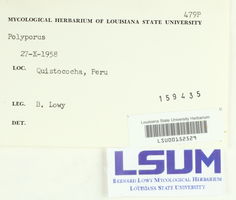 479P
MYCOLOGICAL HERBARIUM OF LOUISIANA STATE UNIVERSITY
Polyporus
27-X-1958
LOC. Quistococha, Peru
LEG. B. Lowy
DET.
159435
Louisiana State University Herbarium
LSU00152529
LSUM
BERNARD LOWY MYCOLOGICAL HERBARIUM
LOUISIANA STATE UNIVERSITY